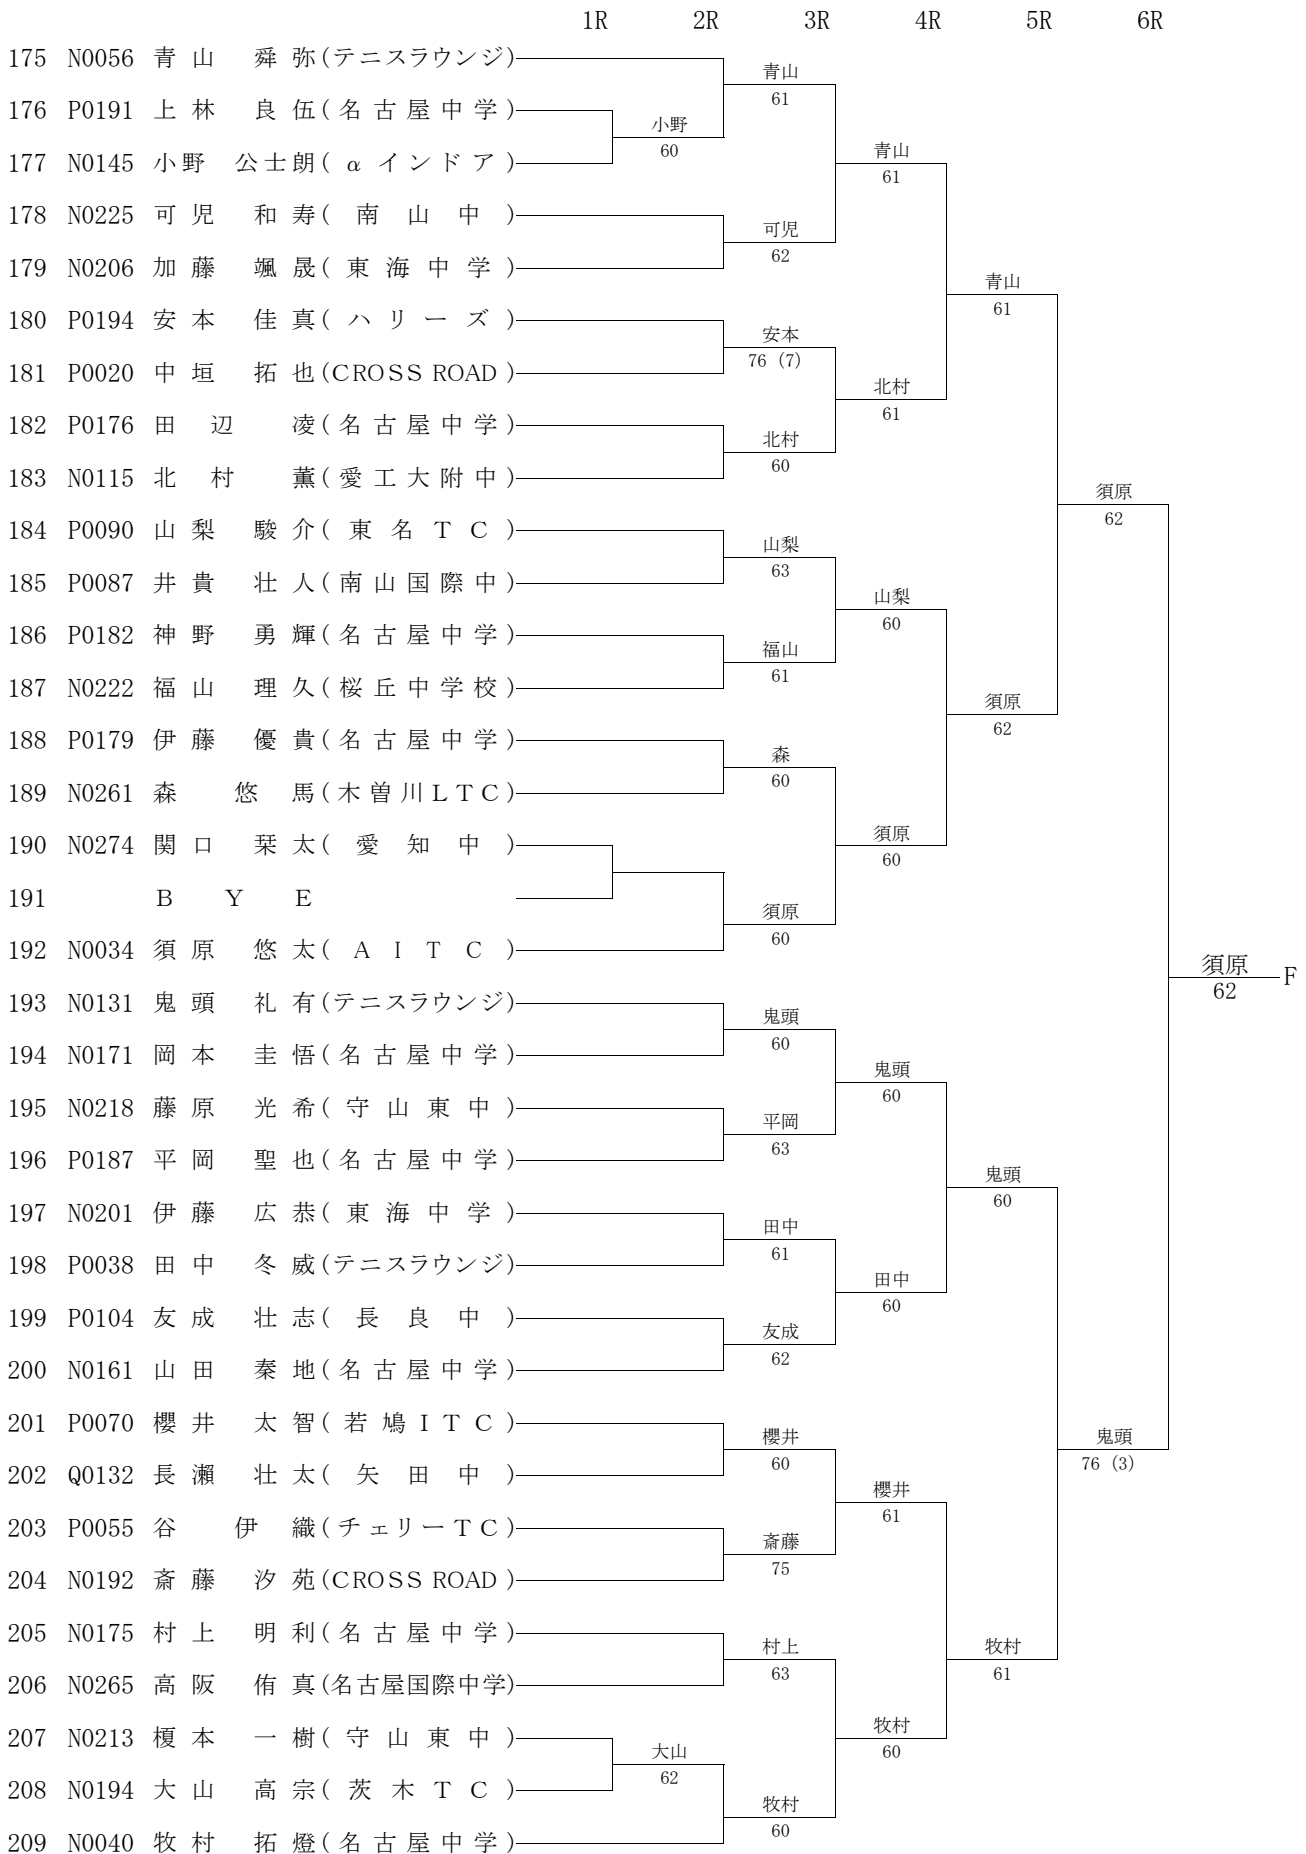 1R 2R 3R 4R 5R 6R
175 N0056 青山 舜弥(テニスラウンジ)
青山
61
176 P0191 上林 良伍(名古屋中学)
小野
60
177 N0145 小野 公士朗(αインドア)
青山
61
178 N0225 可児 和寿(南山中)
可児
62
179 N0206 加藤 颯晟(東海中学)
青山
61
180 P0194 安本 佳真(ハリーズ)
安本
76 (7)
181 P0020 中垣 拓也(CROSS ROAD)
北村
61
182 P0176 田辺 凌(名古屋中学)
北村
60
183 N0115 北村 薫(愛工大附中)
須原
62
184 P0090 山梨 駿介(東名TC)
山梨
63
185 P0087 井貴 壮人(南山国際中)
山梨
60
186 P0182 神野 勇輝(名古屋中学)
福山
61
187 N0222 福山 理久(桜丘中学校)
須原
62
188 P0179 伊藤 優貴(名古屋中学)
森
60
189 N0261 森 悠馬(木曽川LTC)
須原
60
190 N0274 関口 栞太(愛知中)
191 BYE
須原
60
192 N0034 須原 悠太(AITC)
須原
62
F
193 N0131 鬼頭 礼有(テニスラウンジ)
鬼頭
60
194 N0171 岡本 圭悟(名古屋中学)
鬼頭
60
195 N0218 藤原 光希(守山東中)
平岡
63
196 P0187 平岡 聖也(名古屋中学)
鬼頭
60
197 N0201 伊藤 広恭(東海中学)
田中
61
198 P0038 田中 冬威(テニスラウンジ)
田中
60
199 P0104 友成 壮志(長良中)
友成
62
200 N0161 山田 秦地(名古屋中学)
201 P0070 櫻井 太智(若鳩ITC)
櫻井
60
鬼頭
76 (3)
202 Q0132 長瀬 壮太(矢田中)
櫻井
61
203 P0055 谷 伊織(チェリーTC)
斎藤
75
204 N0192 斎藤 汐苑(CROSS ROAD)
205 N0175 村上 明利(名古屋中学)
村上
63
牧村
61
206 N0265 高阪 侑真(名古屋国際中学)
牧村
60
207 N0213 榎本 一樹(守山東中)
大山
62
208 N0194 大山 高宗(茨木TC)
牧村
60
209 N0040 牧村 拓燈(名古屋中学)